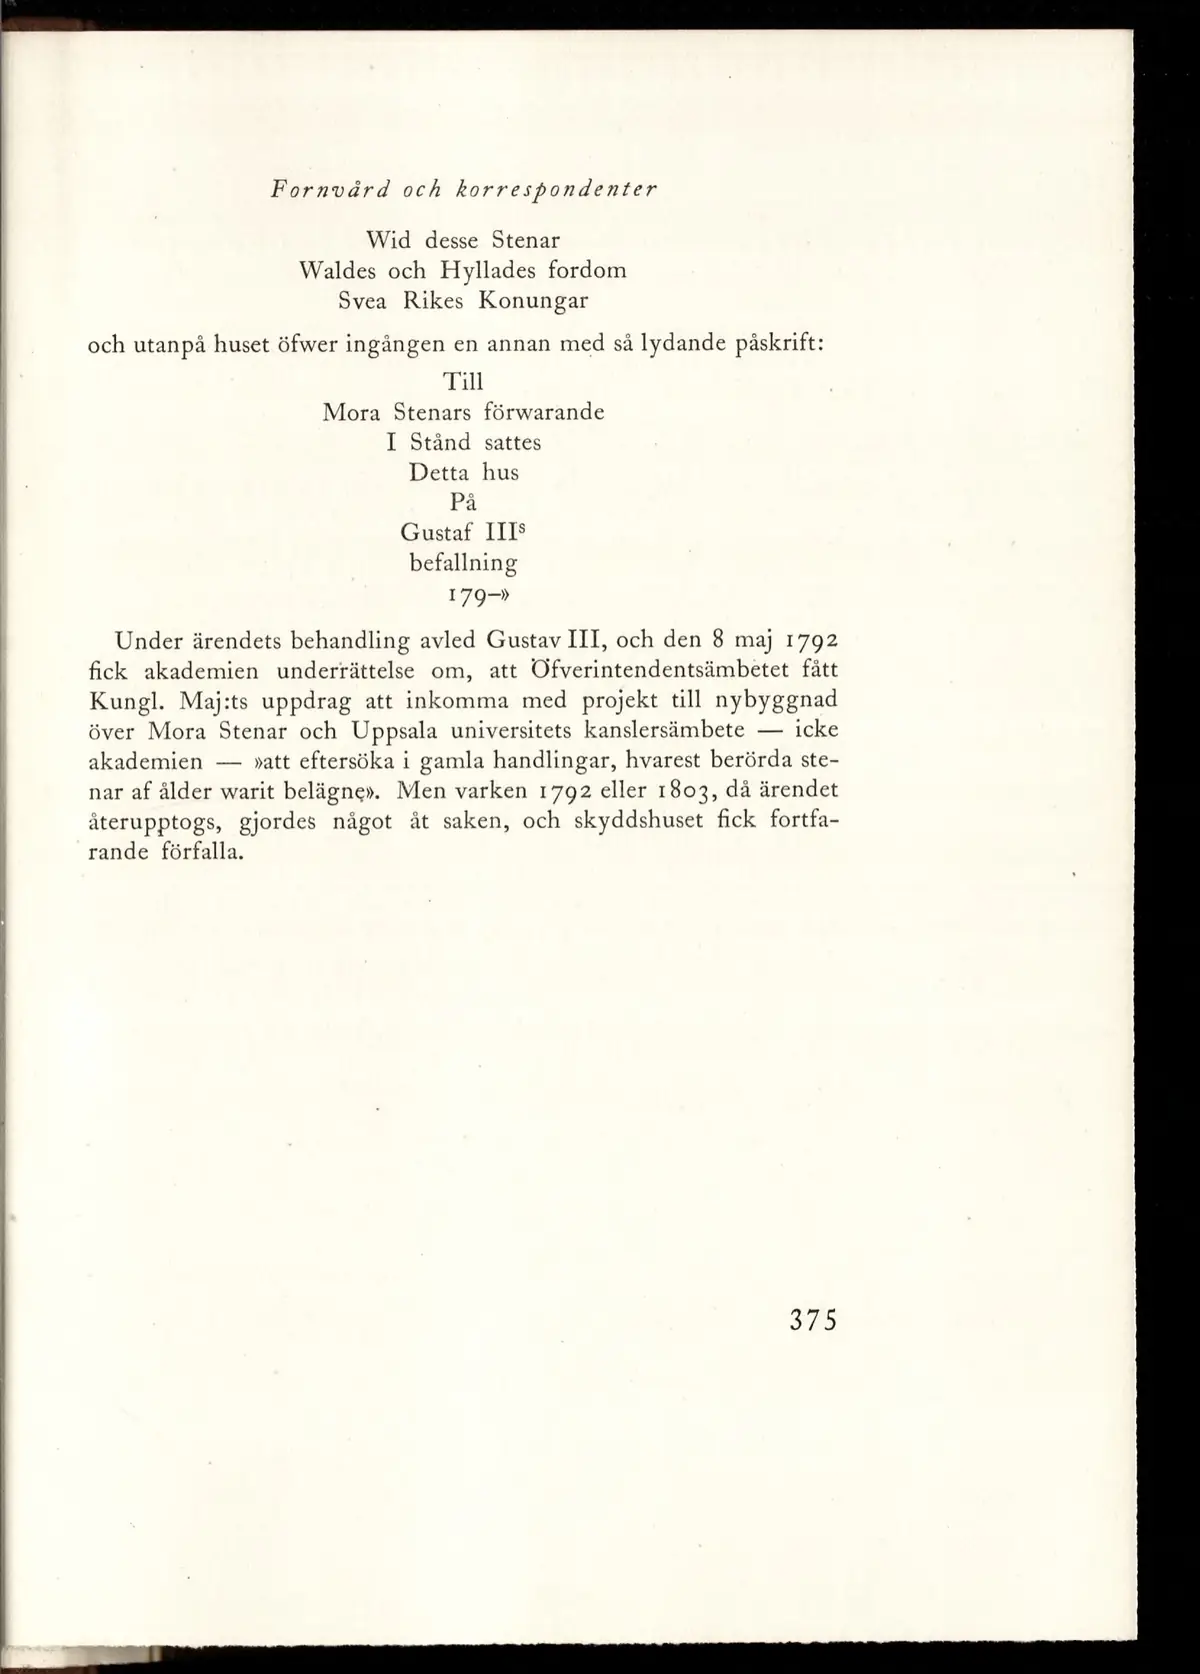 Fornvård och korrespondenter
Wid desse Stenar
Waldes och Hyllades fordom
Svea Rikes Konungar
och utanpå huset öfwer ingången en annan med så lydande påskrift:
Till
Mora Stenars förwarande
I Stånd sattes
Detta hus
På
Gustaf IIIˢ
befallning
179–»
Under ärendets behandling avled Gustav III, och den 8 maj 1792
fick akademien underrättelse om, att Öfverintendentsämbetet fått
Kungl. Maj:ts uppdrag att inkomma med projekt till nybyggnad
över Mora Stenar och Uppsala universitets kanslersämbete — icke
akademien — »att eftersöka i gamla handlingar, hvarest berörda ste-
nar af ålder warit belägne». Men varken 1792 eller 1803, då ärendet
återupptogs, gjordes något åt saken, och skyddshuset fick fortfa-
rande förfalla.
375